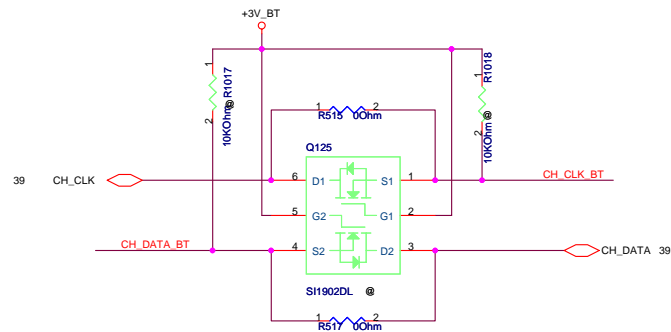 +3V_BT
1
R1017
2
10KOhm @
1
R1018
2
10KOhm @
1
2
R515
0Ohm
Q125
39
CH_CLK
6
D1
S1
1
CH_CLK_BT
5
G2
G1
2
CH_DATA_BT
4
S2
D2
3
CH_DATA
39
SI1902DL
@
1
2
R517
0Ohm